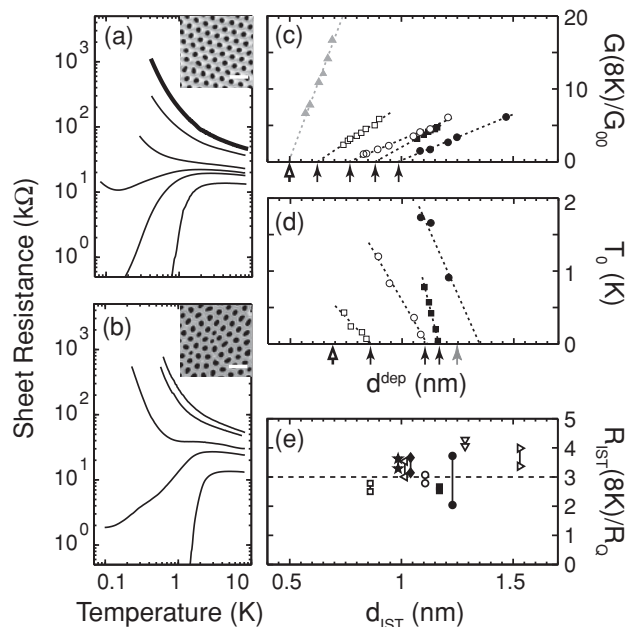 (a)
10³
10²
10¹
10⁰
Sheet Resistance (kΩ)
(b)
10³
10²
10¹
10⁰
0.1
1
10
Temperature (K)
(c)
20
10
0
G(8K)/G₀₀
(d)
2
1
0
T₀ (K)
d^dep (nm)
(e)
5
4
3
2
1
0
R_IST(8K)/R_Q
0.5
1
1.5
d_IST (nm)